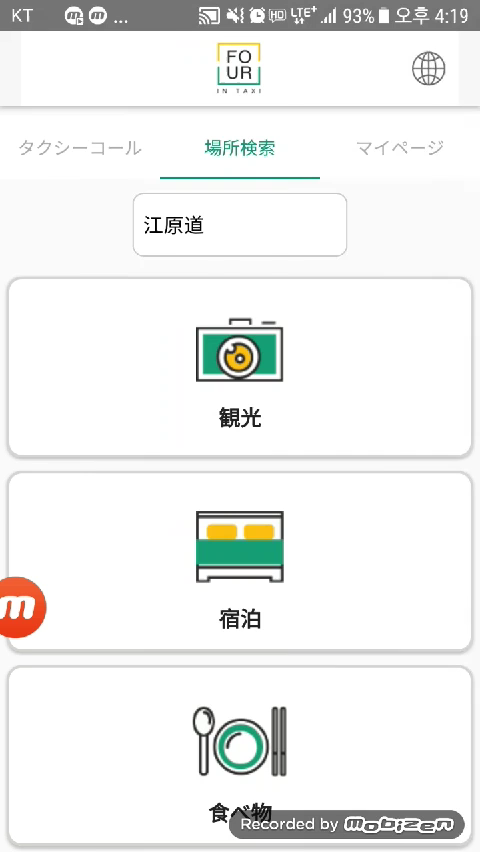 KT ... HD LTE+ 93% 오후 4:19
FO
UR
IN TAXI
タクシーコール 場所検索 マイページ
江原道
観光
宿泊
m
食べ物
Recorded by mobizen